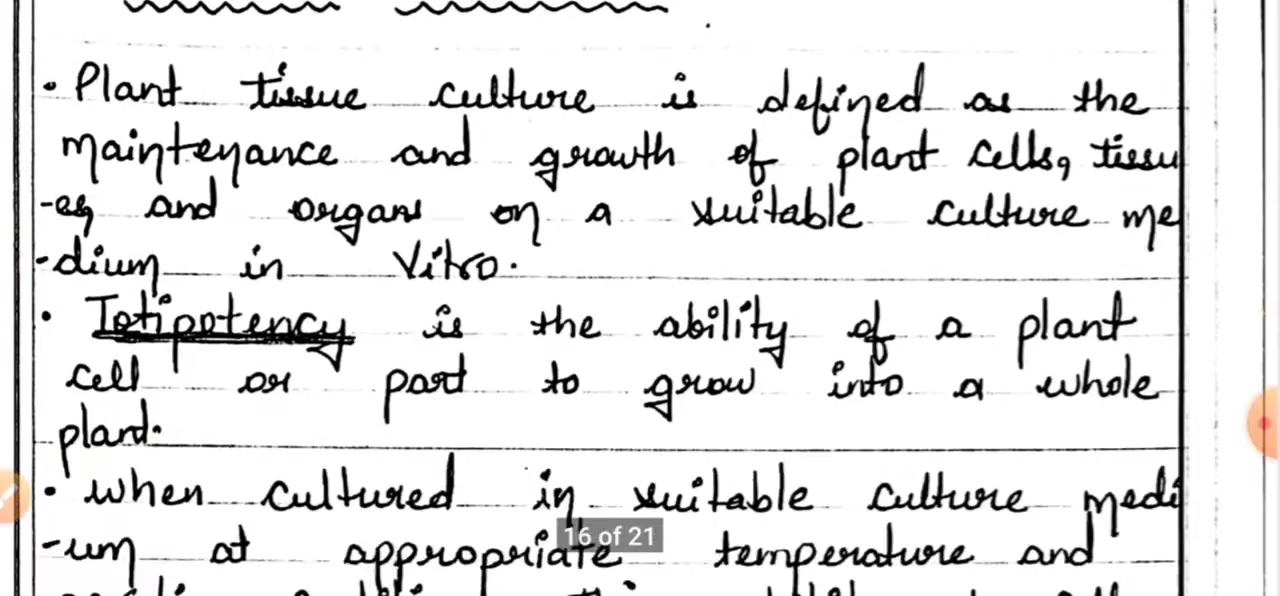 • Plant tissue culture is defined as the
maintenance and growth of plant cells, tissu
-es and organs on a suitable culture me
-dium in Vitro.
• Totipotency is the ability of a plant
cell or part to grow into a whole
plant.
• when cultured in suitable culture medi
16 of 21
-um at appropriate temperature and